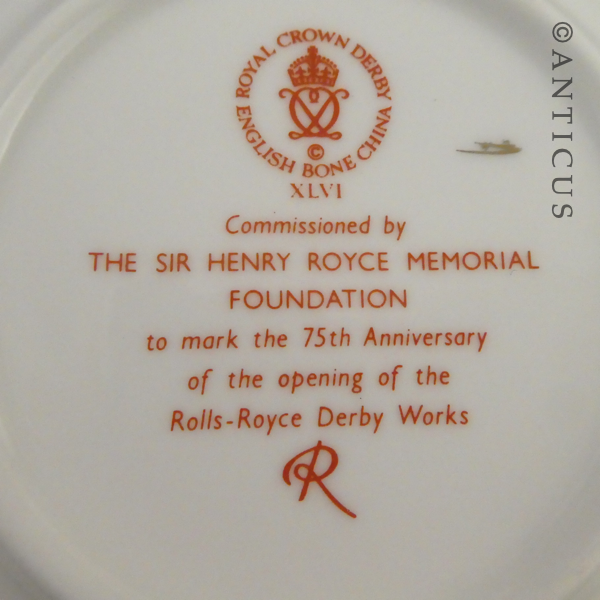 ROYAL CROWN DERBY
ENGLISH BONE CHINA
©
XLVI
Commissioned by
THE SIR HENRY ROYCE MEMORIAL
FOUNDATION
to mark the 75th Anniversary
of the opening of the
Rolls-Royce Derby Works
R
© ANTICUS